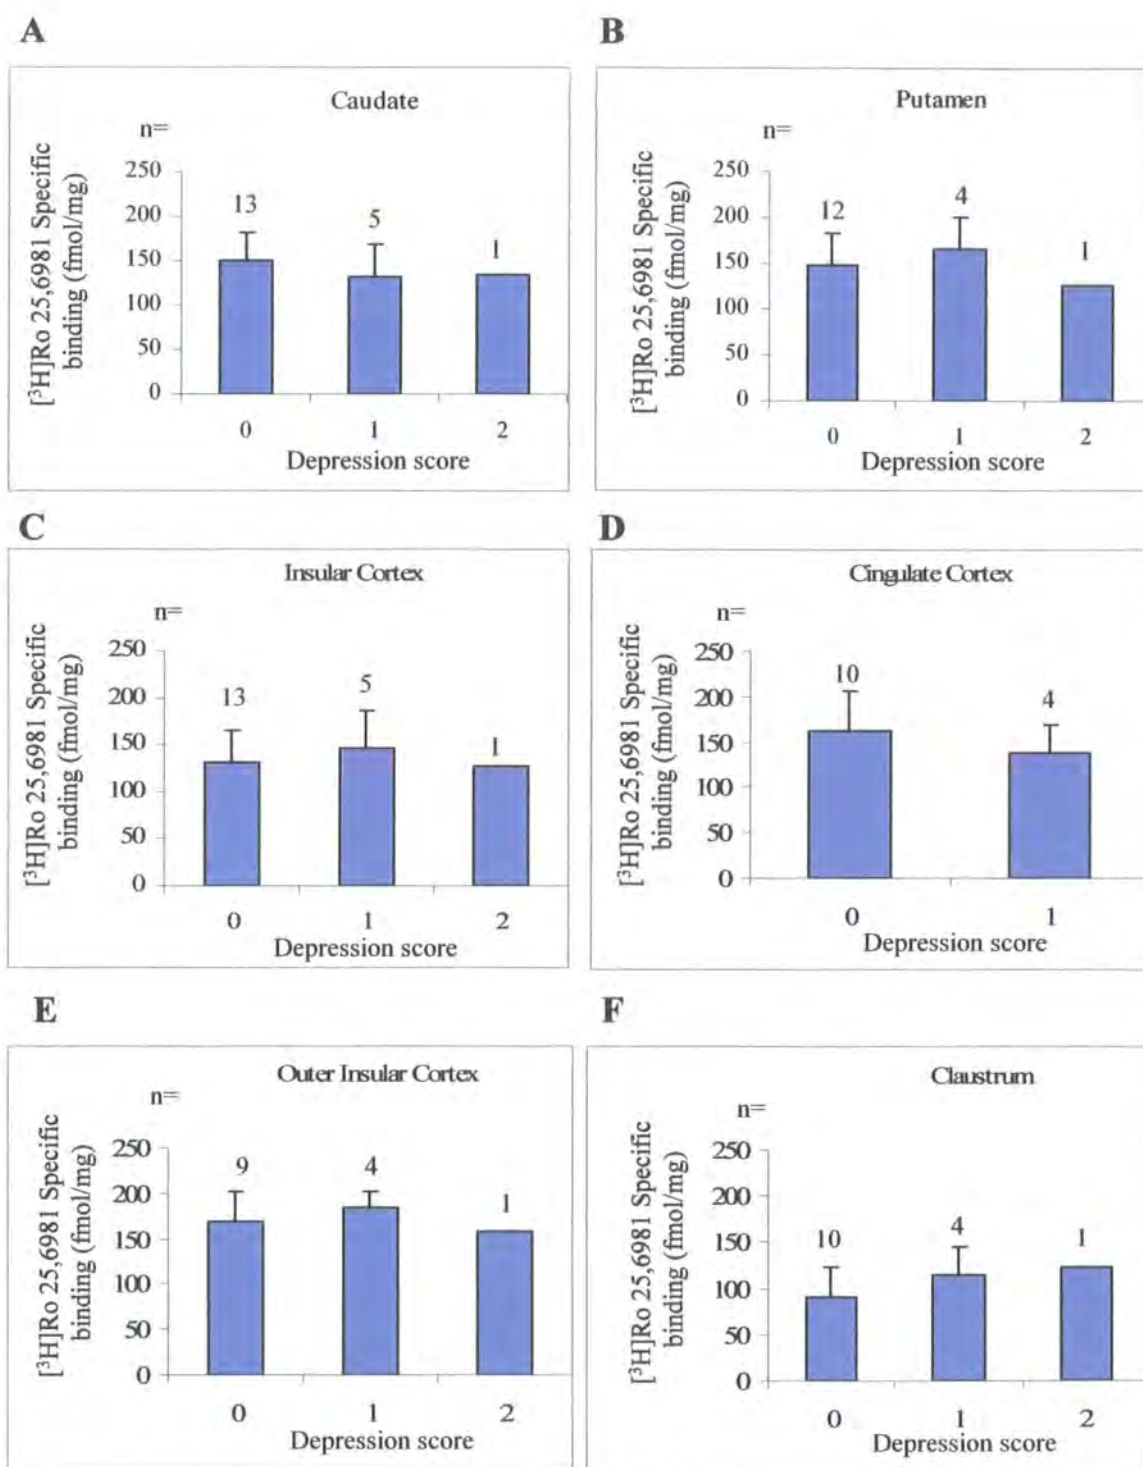 A
Caudate
n=
[³H]Ro 25,6981 Specific
binding (fmol/mg)
250
200
150
100
50
0
13
5
1
0 1 2
Depression score
B
Putamen
n=
[³H]Ro 25,6981 Specific
binding (fmol/mg)
250
200
150
100
50
0
12
4
1
0 1 2
Depression score
C
Insular Cortex
n=
[³H]Ro 25,6981 Specific
binding (fmol/mg)
250
200
150
100
50
0
13
5
1
0 1 2
Depression score
D
Cingulate Cortex
n=
[³H]Ro 25,6981 Specific
binding (fmol/mg)
250
200
150
100
50
0
10
4
0 1
Depression score
E
Outer Insular Cortex
n=
[³H]Ro 25,6981 Specific
binding (fmol/mg)
250
200
150
100
50
0
9
4
1
0 1 2
Depression score
F
Claustrum
n=
[³H]Ro 25,6981 Specific
binding (fmol/mg)
250
200
150
100
50
0
10
4
1
0 1 2
Depression score